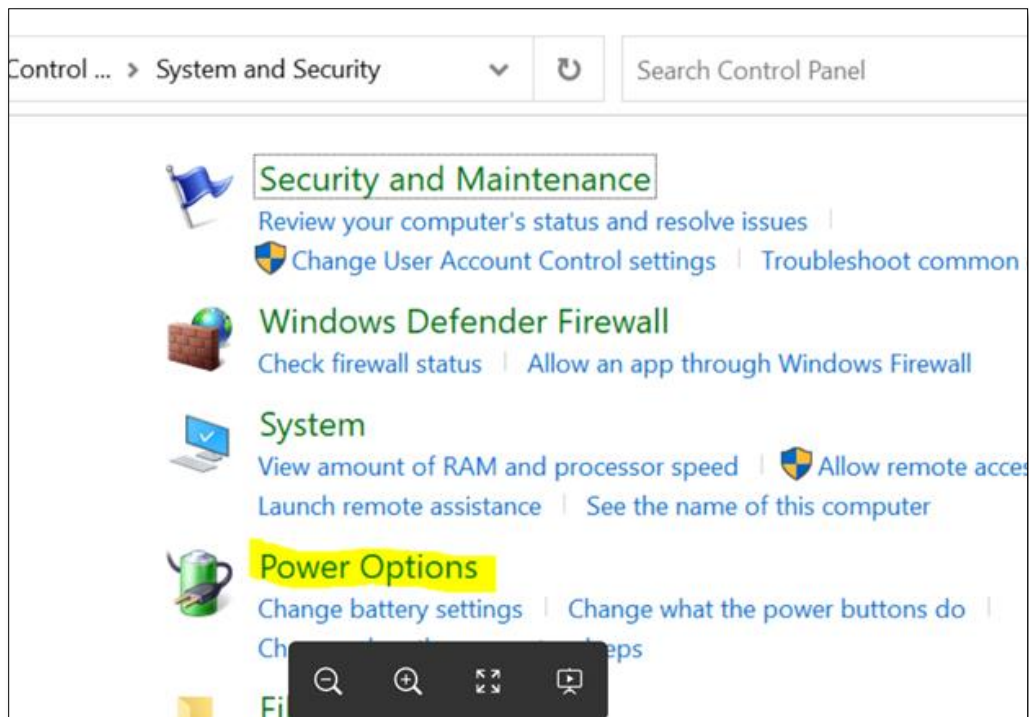 Control ... > System and Security
Search Control Panel
Security and Maintenance
Review your computer's status and resolve issues
Change User Account Control settings | Troubleshoot common
Windows Defender Firewall
Check firewall status | Allow an app through Windows Firewall
System
View amount of RAM and processor speed | Allow remote acce
Launch remote assistance | See the name of this computer
Power Options
Change battery settings | Change what the power buttons do |